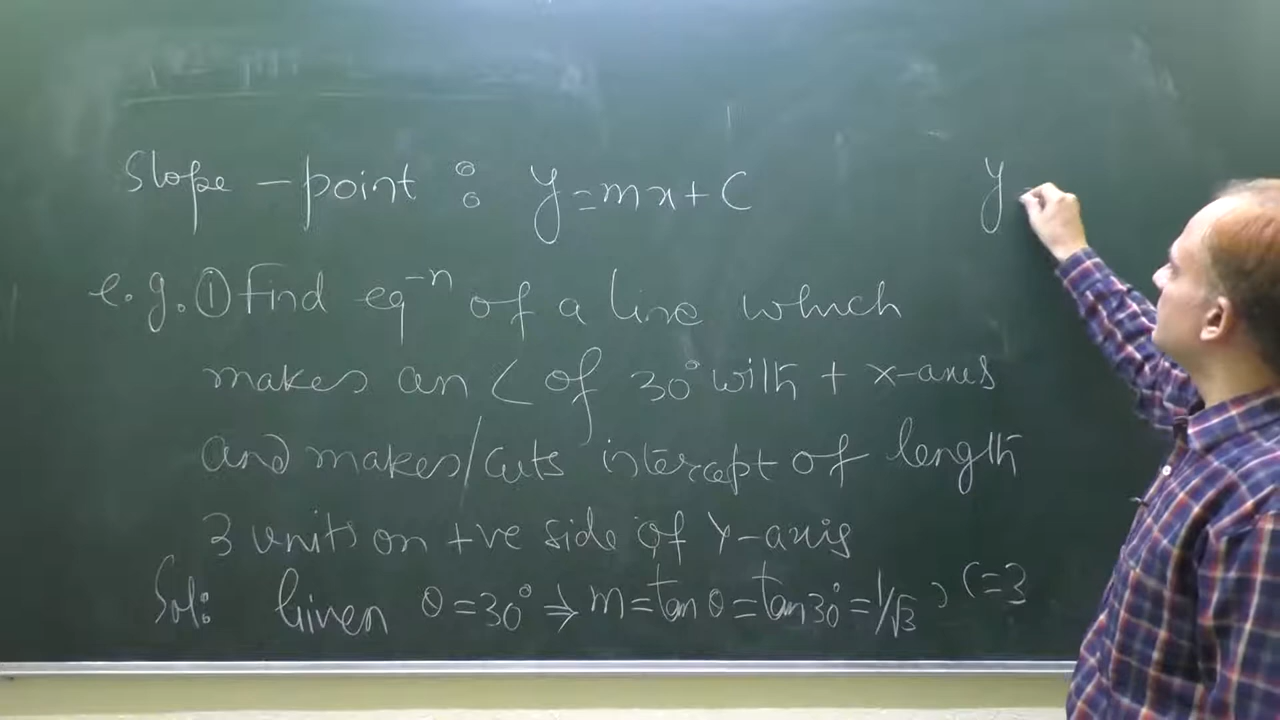 Slope - point : y = mx + c
y
e.g. ① Find eq⁻ⁿ of a line which
makes an < of 30° with + x-axis
and makes/cuts intercept of length
3 units on +ve side of Y-axis
Sol: Given θ = 30° ⇒ m = tan θ = tan 30° = 1/√3 , C = 3